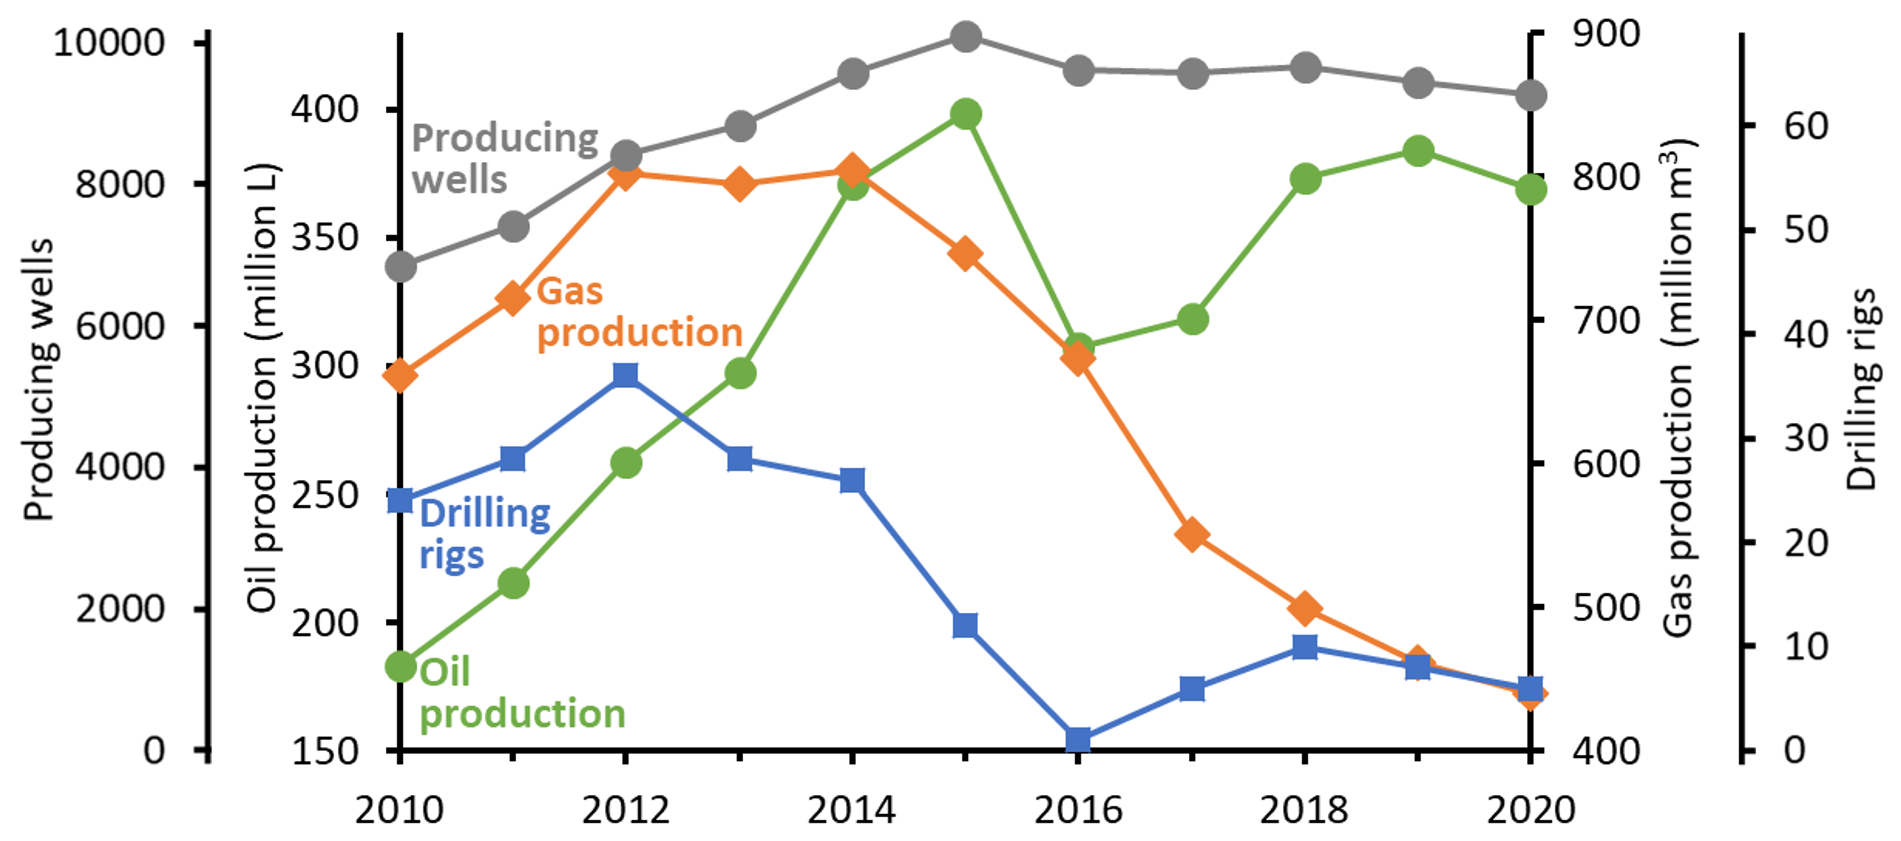 10000
8000
6000
4000
2000
0
Producing wells
400
350
300
250
200
150
Oil production (million L)
Producing
wells
Gas
production
Drilling
rigs
Oil
production
900
800
700
600
500
400
Gas production (million m³)
60
50
40
30
20
10
0
Drilling rigs
2010
2012
2014
2016
2018
2020